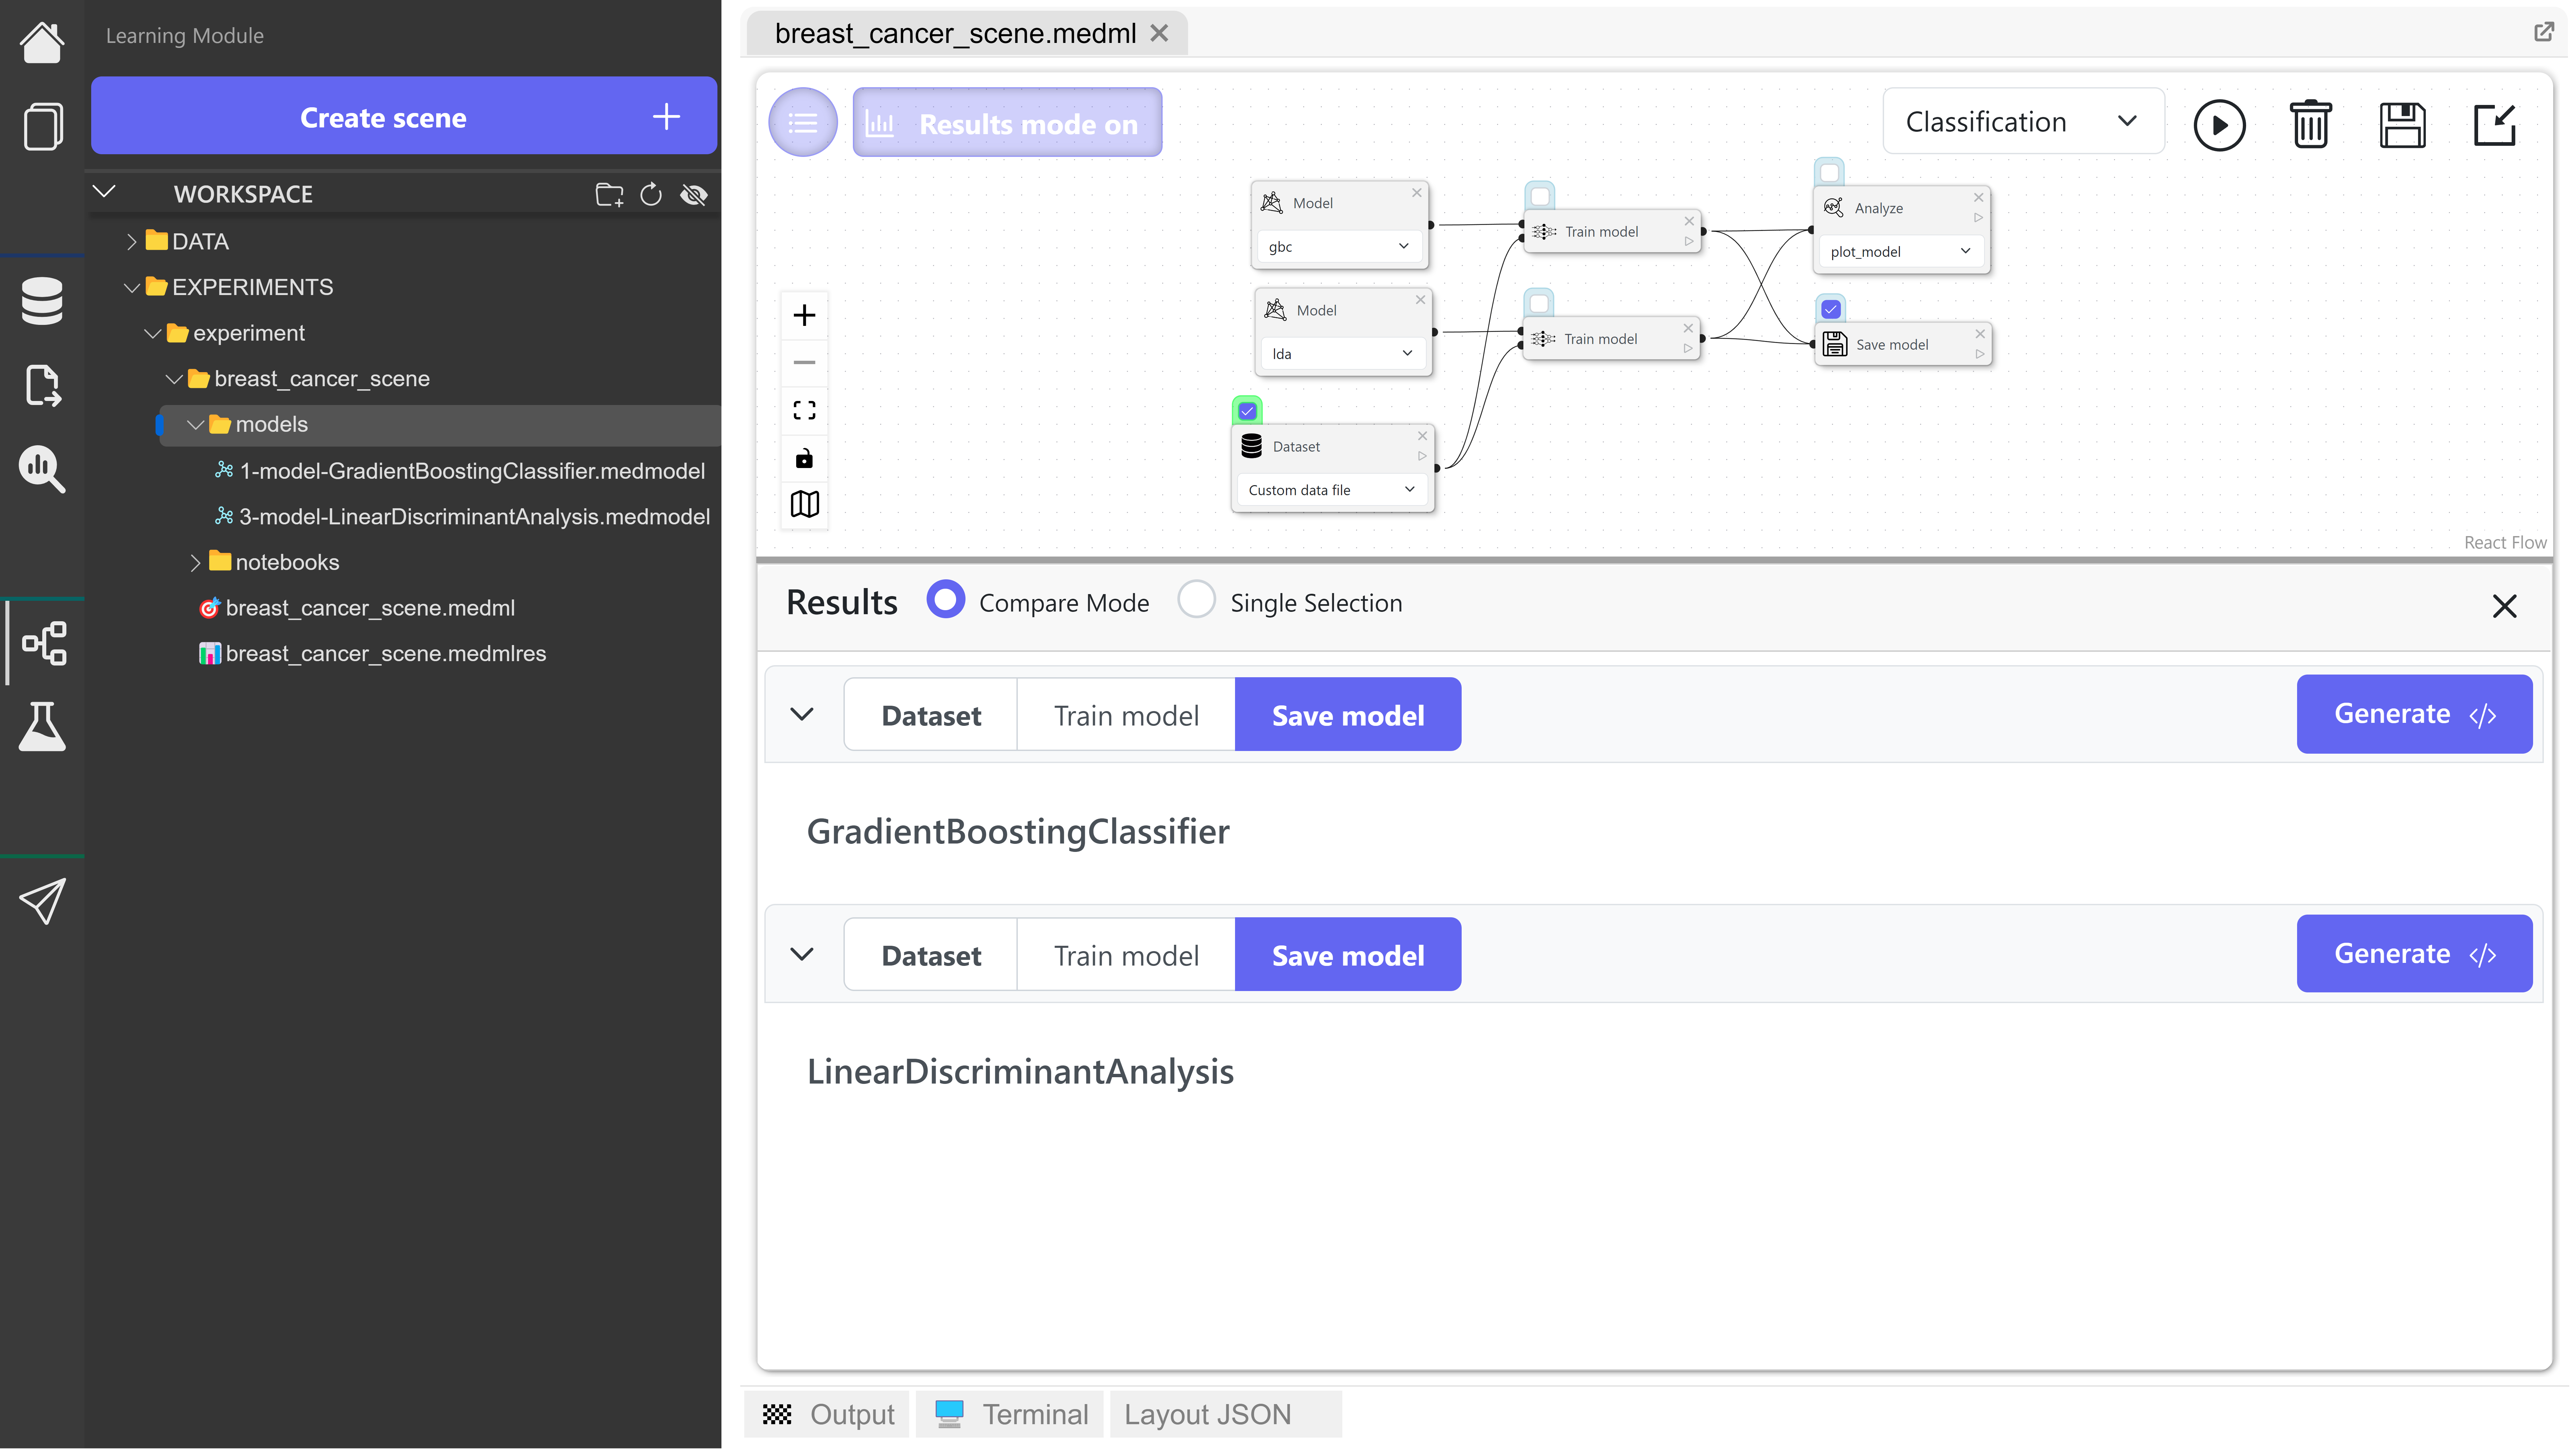 Learning Module
Create scene
WORKSPACE
DATA
EXPERIMENTS
experiment
breast_cancer_scene
models
1-model-GradientBoostingClassifier.medmodel
3-model-LinearDiscriminantAnalysis.medmodel
notebooks
breast_cancer_scene.medml
breast_cancer_scene.medmlres
breast_cancer_scene.medml
Results mode on
Classification
Model
gbc
Train model
Analyze
plot_model
Model
lda
Train model
Save model
Dataset
Custom data file
React Flow
Results
Compare Mode
Single Selection
Dataset
Train model
Save model
Generate </>
GradientBoostingClassifier
Dataset
Train model
Save model
Generate </>
LinearDiscriminantAnalysis
Output
Terminal
Layout JSON